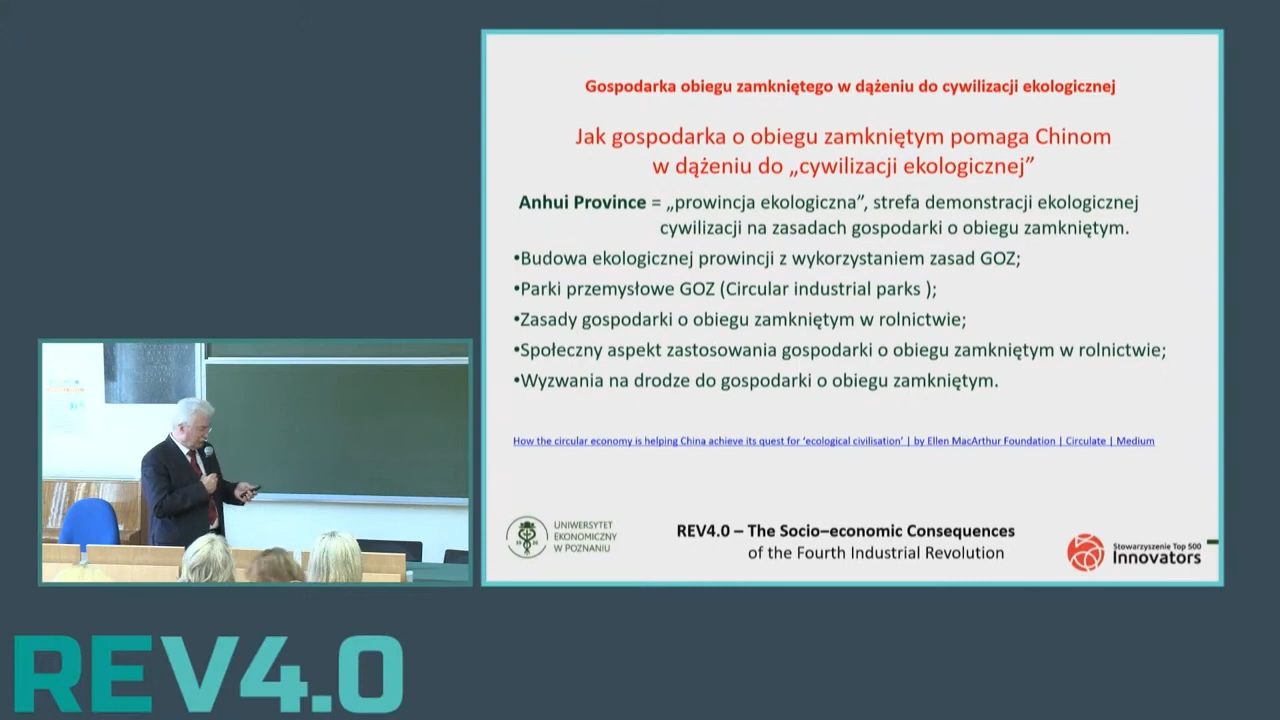 Gospodarka obiegu zamkniętego w dążeniu do cywilizacji ekologicznej
Jak gospodarka o obiegu zamkniętym pomaga Chinom
w dążeniu do „cywilizacji ekologicznej”
Anhui Province = „prowincja ekologiczna”, strefa demonstracji ekologicznej
cywilizacji na zasadach gospodarki o obiegu zamkniętym.
•Budowa ekologicznej prowincji z wykorzystaniem zasad GOZ;
•Parki przemysłowe GOZ (Circular industrial parks );
•Zasady gospodarki o obiegu zamkniętym w rolnictwie;
•Społeczny aspekt zastosowania gospodarki o obiegu zamkniętym w rolnictwie;
•Wyzwania na drodze do gospodarki o obiegu zamkniętym.
How the circular economy is helping China achieve its quest for ‘ecological civilisation’ | by Ellen MacArthur Foundation | Circulate | Medium
UNIWERSYTET
EKONOMICZNY
W POZNANIU
REV4.0 – The Socio–economic Consequences
of the Fourth Industrial Revolution
Stowarzyszenie Top 500
Innovators
REV4.0